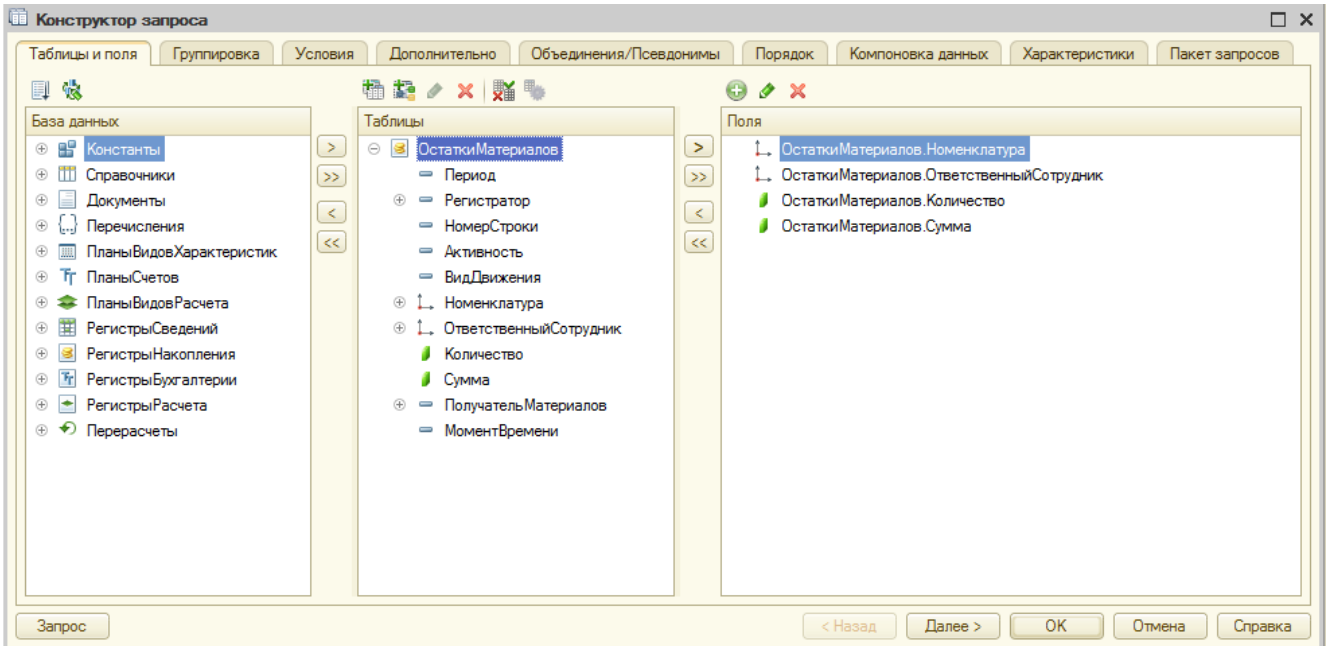 Конструктор запроса
Таблицы и поля
Группировка
Условия
Дополнительно
Объединения/Псевдонимы
Порядок
Компоновка данных
Характеристики
Пакет запросов
База данных
Константы
Справочники
Документы
Перечисления
ПланыВидовХарактеристик
ПланыСчетов
ПланыВидовРасчета
РегистрыСведений
РегистрыНакопления
РегистрыБухгалтерии
РегистрыРасчета
Перерасчеты
>
>>
<
<<
Таблицы
ОстаткиМатериалов
Период
Регистратор
НомерСтроки
Активность
ВидДвижения
Номенклатура
ОтветственныйСотрудник
Количество
Сумма
ПолучательМатериалов
МоментВремени
>
>>
<
<<
Поля
ОстаткиМатериалов.Номенклатура
ОстаткиМатериалов.ОтветственныйСотрудник
ОстаткиМатериалов.Количество
ОстаткиМатериалов.Сумма
Запрос
< Назад
Далее >
ОК
Отмена
Справка